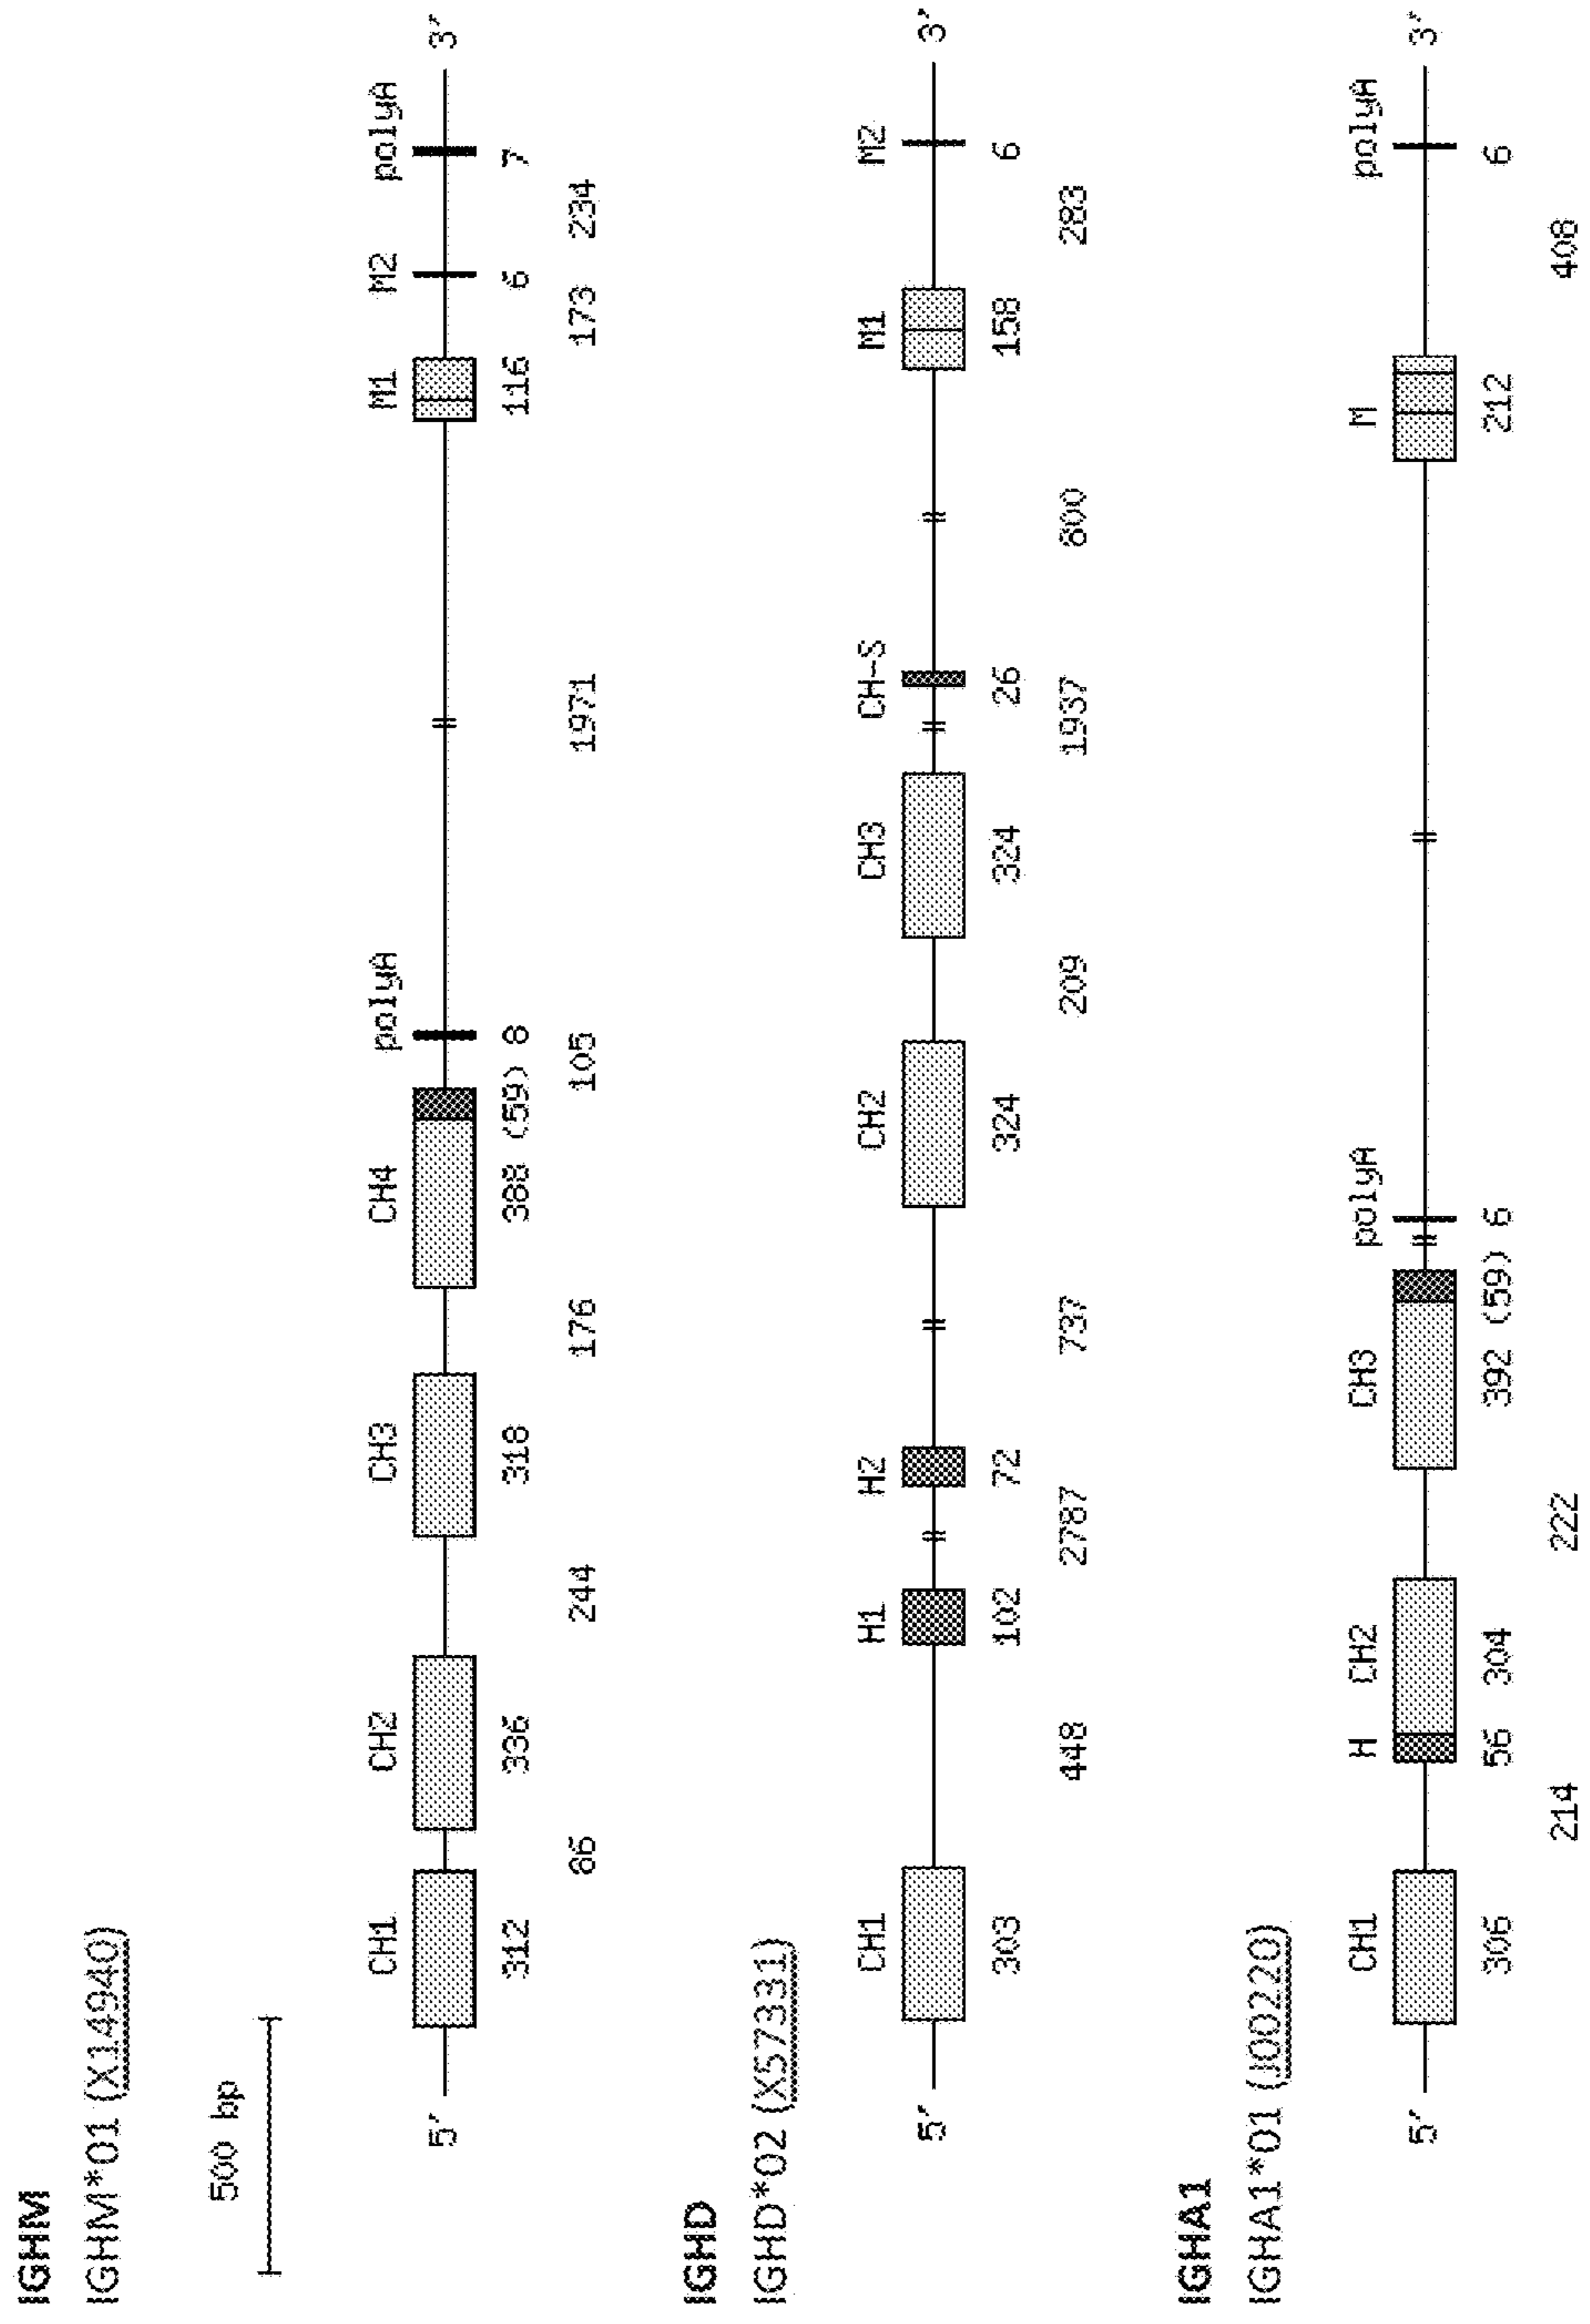 IGHM
IGHM*01 (X14940)
500 bp
CH1 CH2 CH3 CH4 polyA M1 M2 polyA
5′ 3′
312 336 318 388 (59) 8 116 6 7
86 244 176 105 1971 173 234
IGHD
IGHD*02 (X57331)
CH1 H1 H2 CH2 CH3 CH-S M1 M2
5′ 3′
303 102 72 324 324 26 158 6
448 2787 737 209 1937 800 283
IGHA1
IGHA1*01 (J00220)
CH1 H CH2 CH3 polyA M polyA
5′ 3′
306 56 304 392 (59) 6 212 6
214 222 408